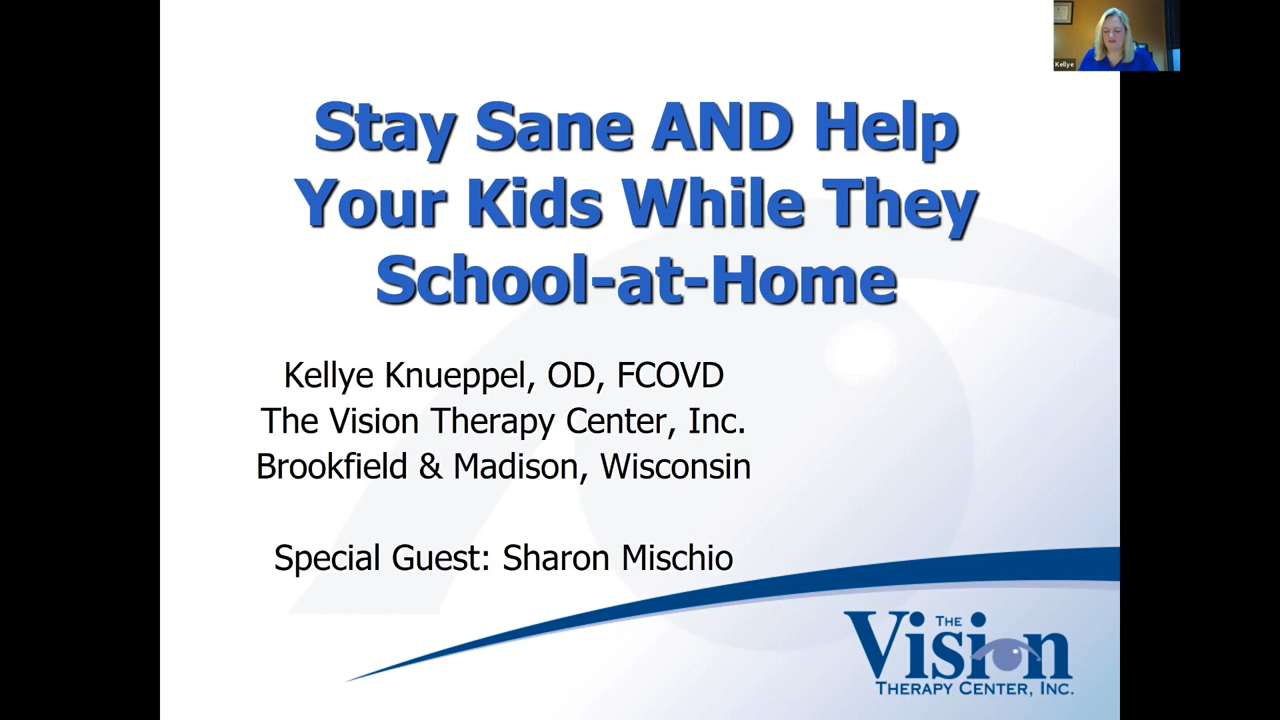 Kellye
Stay Sane AND Help
Your Kids While They
School-at-Home
Kellye Knueppel, OD, FCOVD
The Vision Therapy Center, Inc.
Brookfield & Madison, Wisconsin
Special Guest: Sharon Mischio
THE
Vision
THERAPY CENTER, INC.